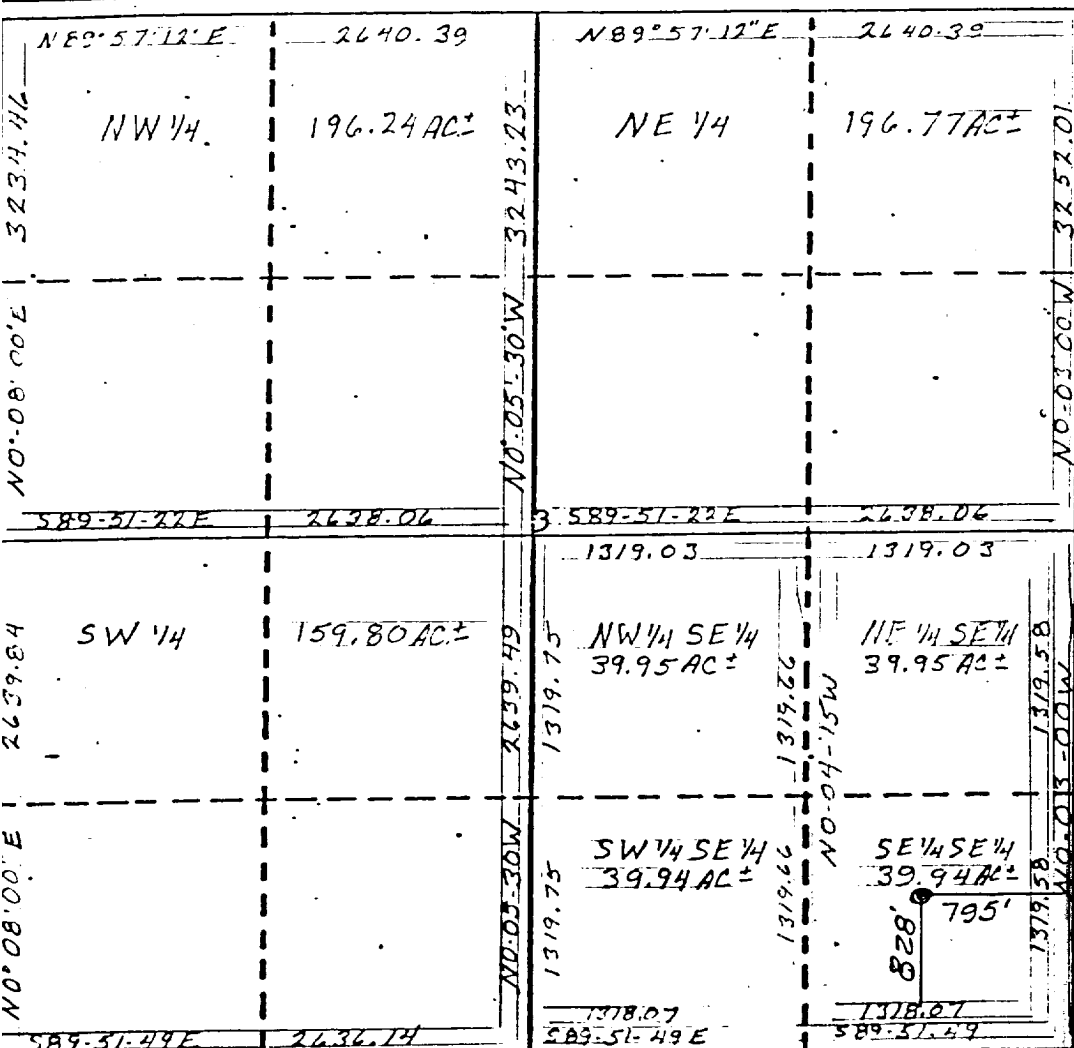 N89°57'12"E 2640.39
N89°57'12"E 2640.39
NW 1/4. 196.24 AC±
NE 1/4 196.77 AC±
3234.46
N0°-08'00'E
3243.23
N0°-05'-30"W
3252.01
N0-03'00W
S89-51-22E 2638.06
3
S89-51-22E 2638.06
1319.03
1319.03
SW 1/4 159.80 AC±
NW 1/4 SE 1/4
39.95 AC±
NE 1/4 SE 1/4
39.95 AC±
2639.84
N0°08'00"E
2639.49
N0-05-30W
1319.75
1319.66
N0-04-'15W
1319.58
N0-013-00W
SW 1/4 SE 1/4
39.94 AC±
SE 1/4 SE 1/4
39.94 AC±
1319.75
1319.66
1319.58
795'
828'
1318.07
1318.07
S89-51-49E 2636.14
S89-51-49E
S89-51.49